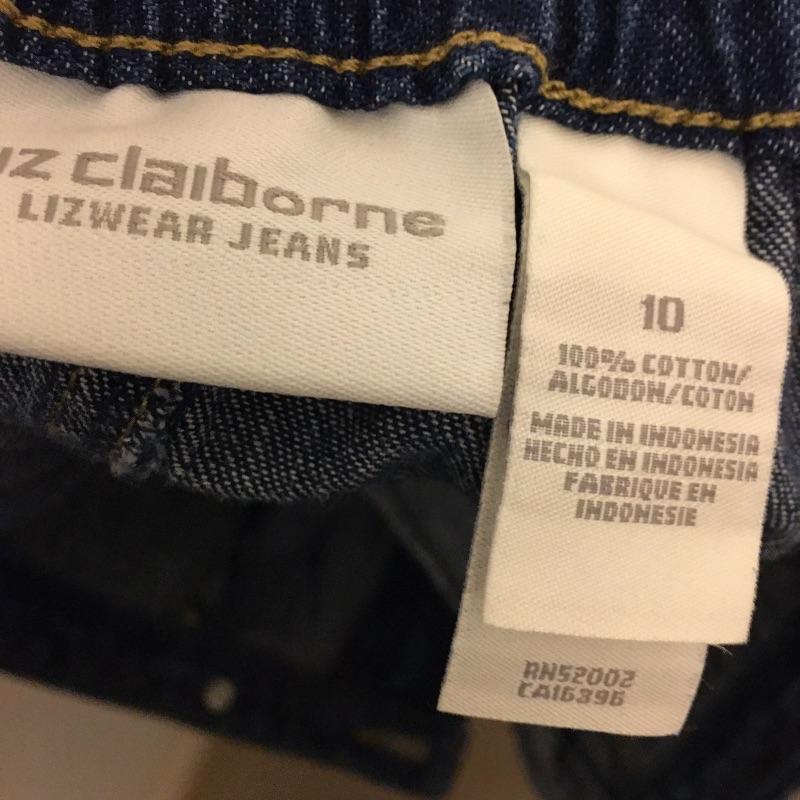 iz claiborne
LIZWEAR JEANS
10
100% COTTON/
ALGODON/COTON
MADE IN INDONESIA
HECHO EN INDONESIA
FABRIQUE EN
INDONESIE
RN52002
CA16396